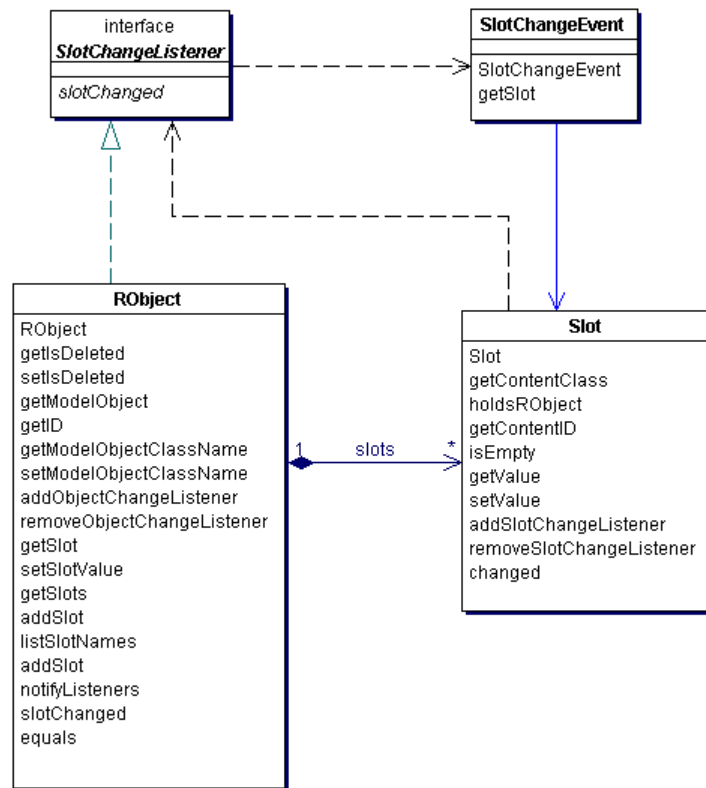 interface
SlotChangeListener
slotChanged
SlotChangeEvent
SlotChangeEvent
getSlot
RObject
RObject
getIsDeleted
setIsDeleted
getModelObject
getID
getModelObjectClassName
setModelObjectClassName
addObjectChangeListener
removeObjectChangeListener
getSlot
setSlotValue
getSlots
addSlot
listSlotNames
addSlot
notifyListeners
slotChanged
equals
1 slots *
Slot
Slot
getContentClass
holdsRObject
getContentID
isEmpty
getValue
setValue
addSlotChangeListener
removeSlotChangeListener
changed